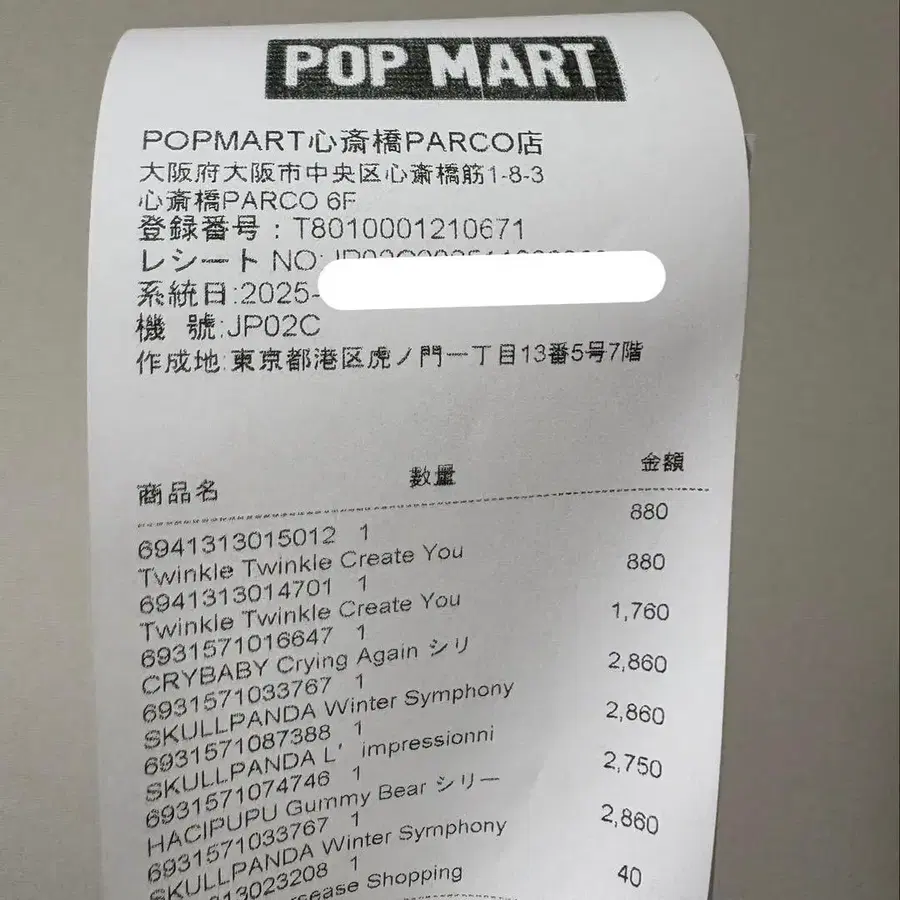 POP MART
POPMART心斎橋PARCO店
大阪府大阪市中央区心斎橋筋1-8-3
心斎橋PARCO 6F
登録番号：T8010001210671
レシート NO:
系統日:2025-
機 號:JP02C
作成地:東京都港区虎ノ門一丁目13番5号7階
商品名 数量 金額
6941313015012 1 880
Twinkle Twinkle Create You
6941313014701 1 880
Twinkle Twinkle Create You
6931571016647 1 1,760
CRYBABY Crying Again シリ
6931571033767 1 2,860
SKULLPANDA Winter Symphony
6931571087388 1 2,860
SKULLPANDA L' impressionni
6931571074746 1 2,750
HACIPUPU Gummy Bear シリー
6931571033767 1 2,860
SKULLPANDA Winter Symphony
13023208 1 40
Shopping